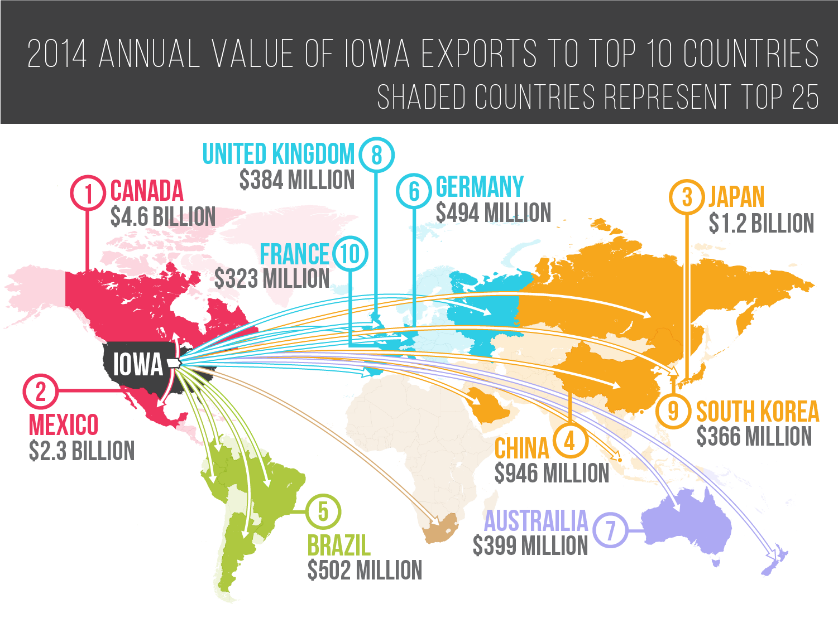 2014 ANNUAL VALUE OF IOWA EXPORTS TO TOP 10 COUNTRIES
SHADED COUNTRIES REPRESENT TOP 25
UNITED KINGDOM 8
$384 MILLION
1 CANADA
$4.6 BILLION
6 GERMANY
$494 MILLION
3 JAPAN
$1.2 BILLION
FRANCE 10
$323 MILLION
IOWA
2
MEXICO
$2.3 BILLION
9 SOUTH KOREA
$366 MILLION
CHINA 4
$946 MILLION
5
BRAZIL
$502 MILLION
AUSTRAILIA 7
$399 MILLION